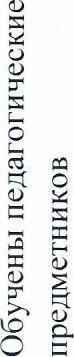 Обучены педагогические
предметников